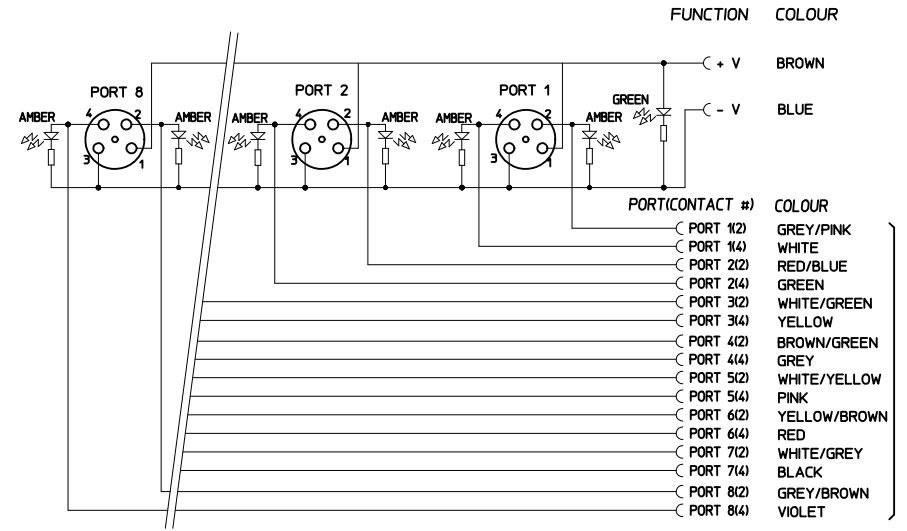 FUNCTION COLOUR
+ V BROWN
PORT 8 PORT 2 PORT 1
GREEN
- V BLUE
AMBER 4 2 AMBER AMBER 4 2 AMBER AMBER 4 2 AMBER
3 1 3 1 3 1
PORT(CONTACT #) COLOUR
PORT 1(2) GREY/PINK
PORT 1(4) WHITE
PORT 2(2) RED/BLUE
PORT 2(4) GREEN
PORT 3(2) WHITE/GREEN
PORT 3(4) YELLOW
PORT 4(2) BROWN/GREEN
PORT 4(4) GREY
PORT 5(2) WHITE/YELLOW
PORT 5(4) PINK
PORT 6(2) YELLOW/BROWN
PORT 6(4) RED
PORT 7(2) WHITE/GREY
PORT 7(4) BLACK
PORT 8(2) GREY/BROWN
PORT 8(4) VIOLET